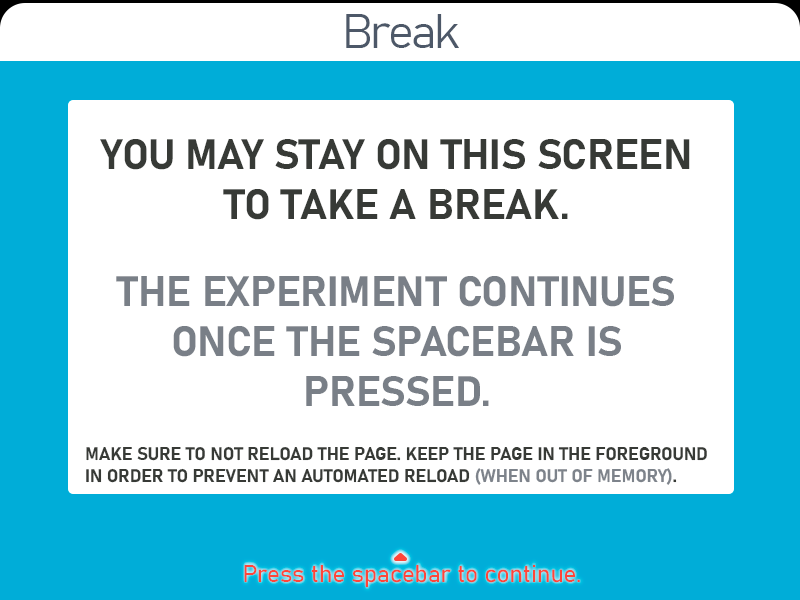 Break
YOU MAY STAY ON THIS SCREEN
TO TAKE A BREAK.
THE EXPERIMENT CONTINUES
ONCE THE SPACEBAR IS
PRESSED.
MAKE SURE TO NOT RELOAD THE PAGE. KEEP THE PAGE IN THE FOREGROUND
IN ORDER TO PREVENT AN AUTOMATED RELOAD (WHEN OUT OF MEMORY).
Press the spacebar to continue.